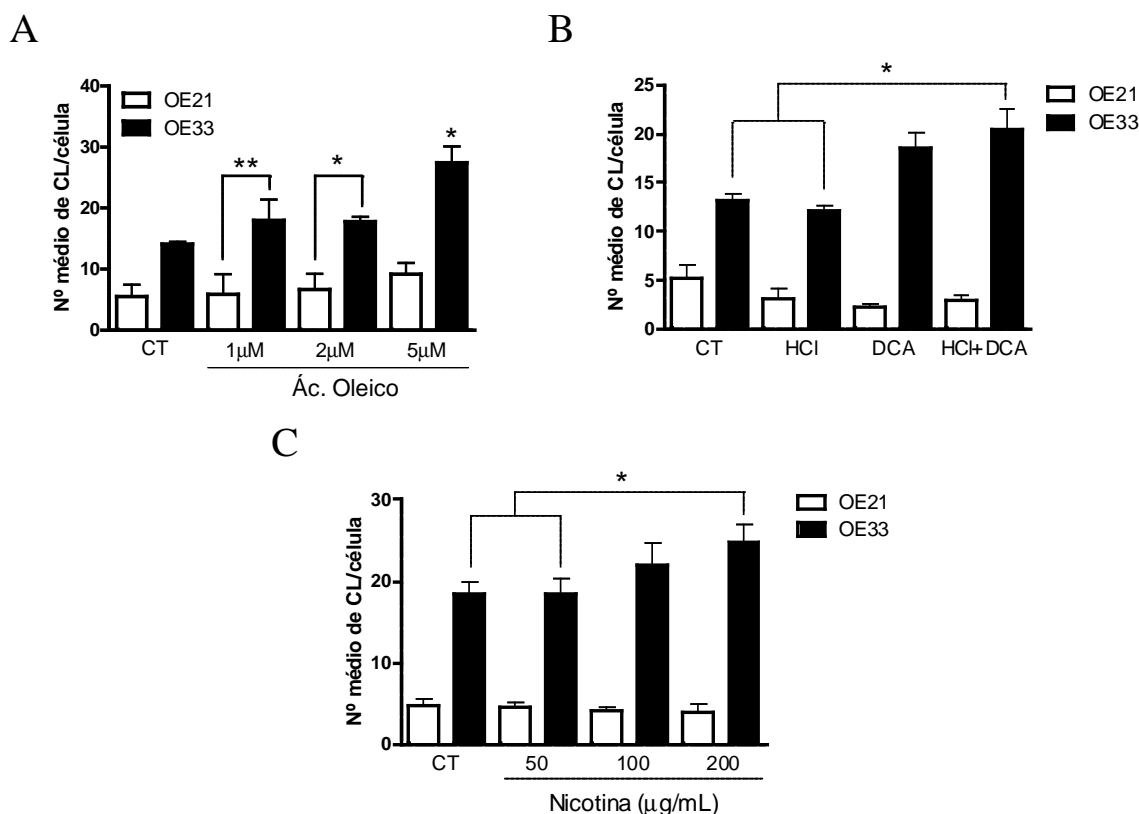 A
40
30
20
10
0
Nº médio de CL/célula
OE21
OE33
**
*
*
CT
1µM
2µM
5µM
Ác. Oleico
B
25
20
15
10
5
0
Nº médio de CL/célula
*
OE21
OE33
CT
HCl
DCA
HCl+DCA
C
30
20
10
0
Nº médio de CL/célula
*
OE21
OE33
CT
50
100
200
Nicotina (µg/mL)